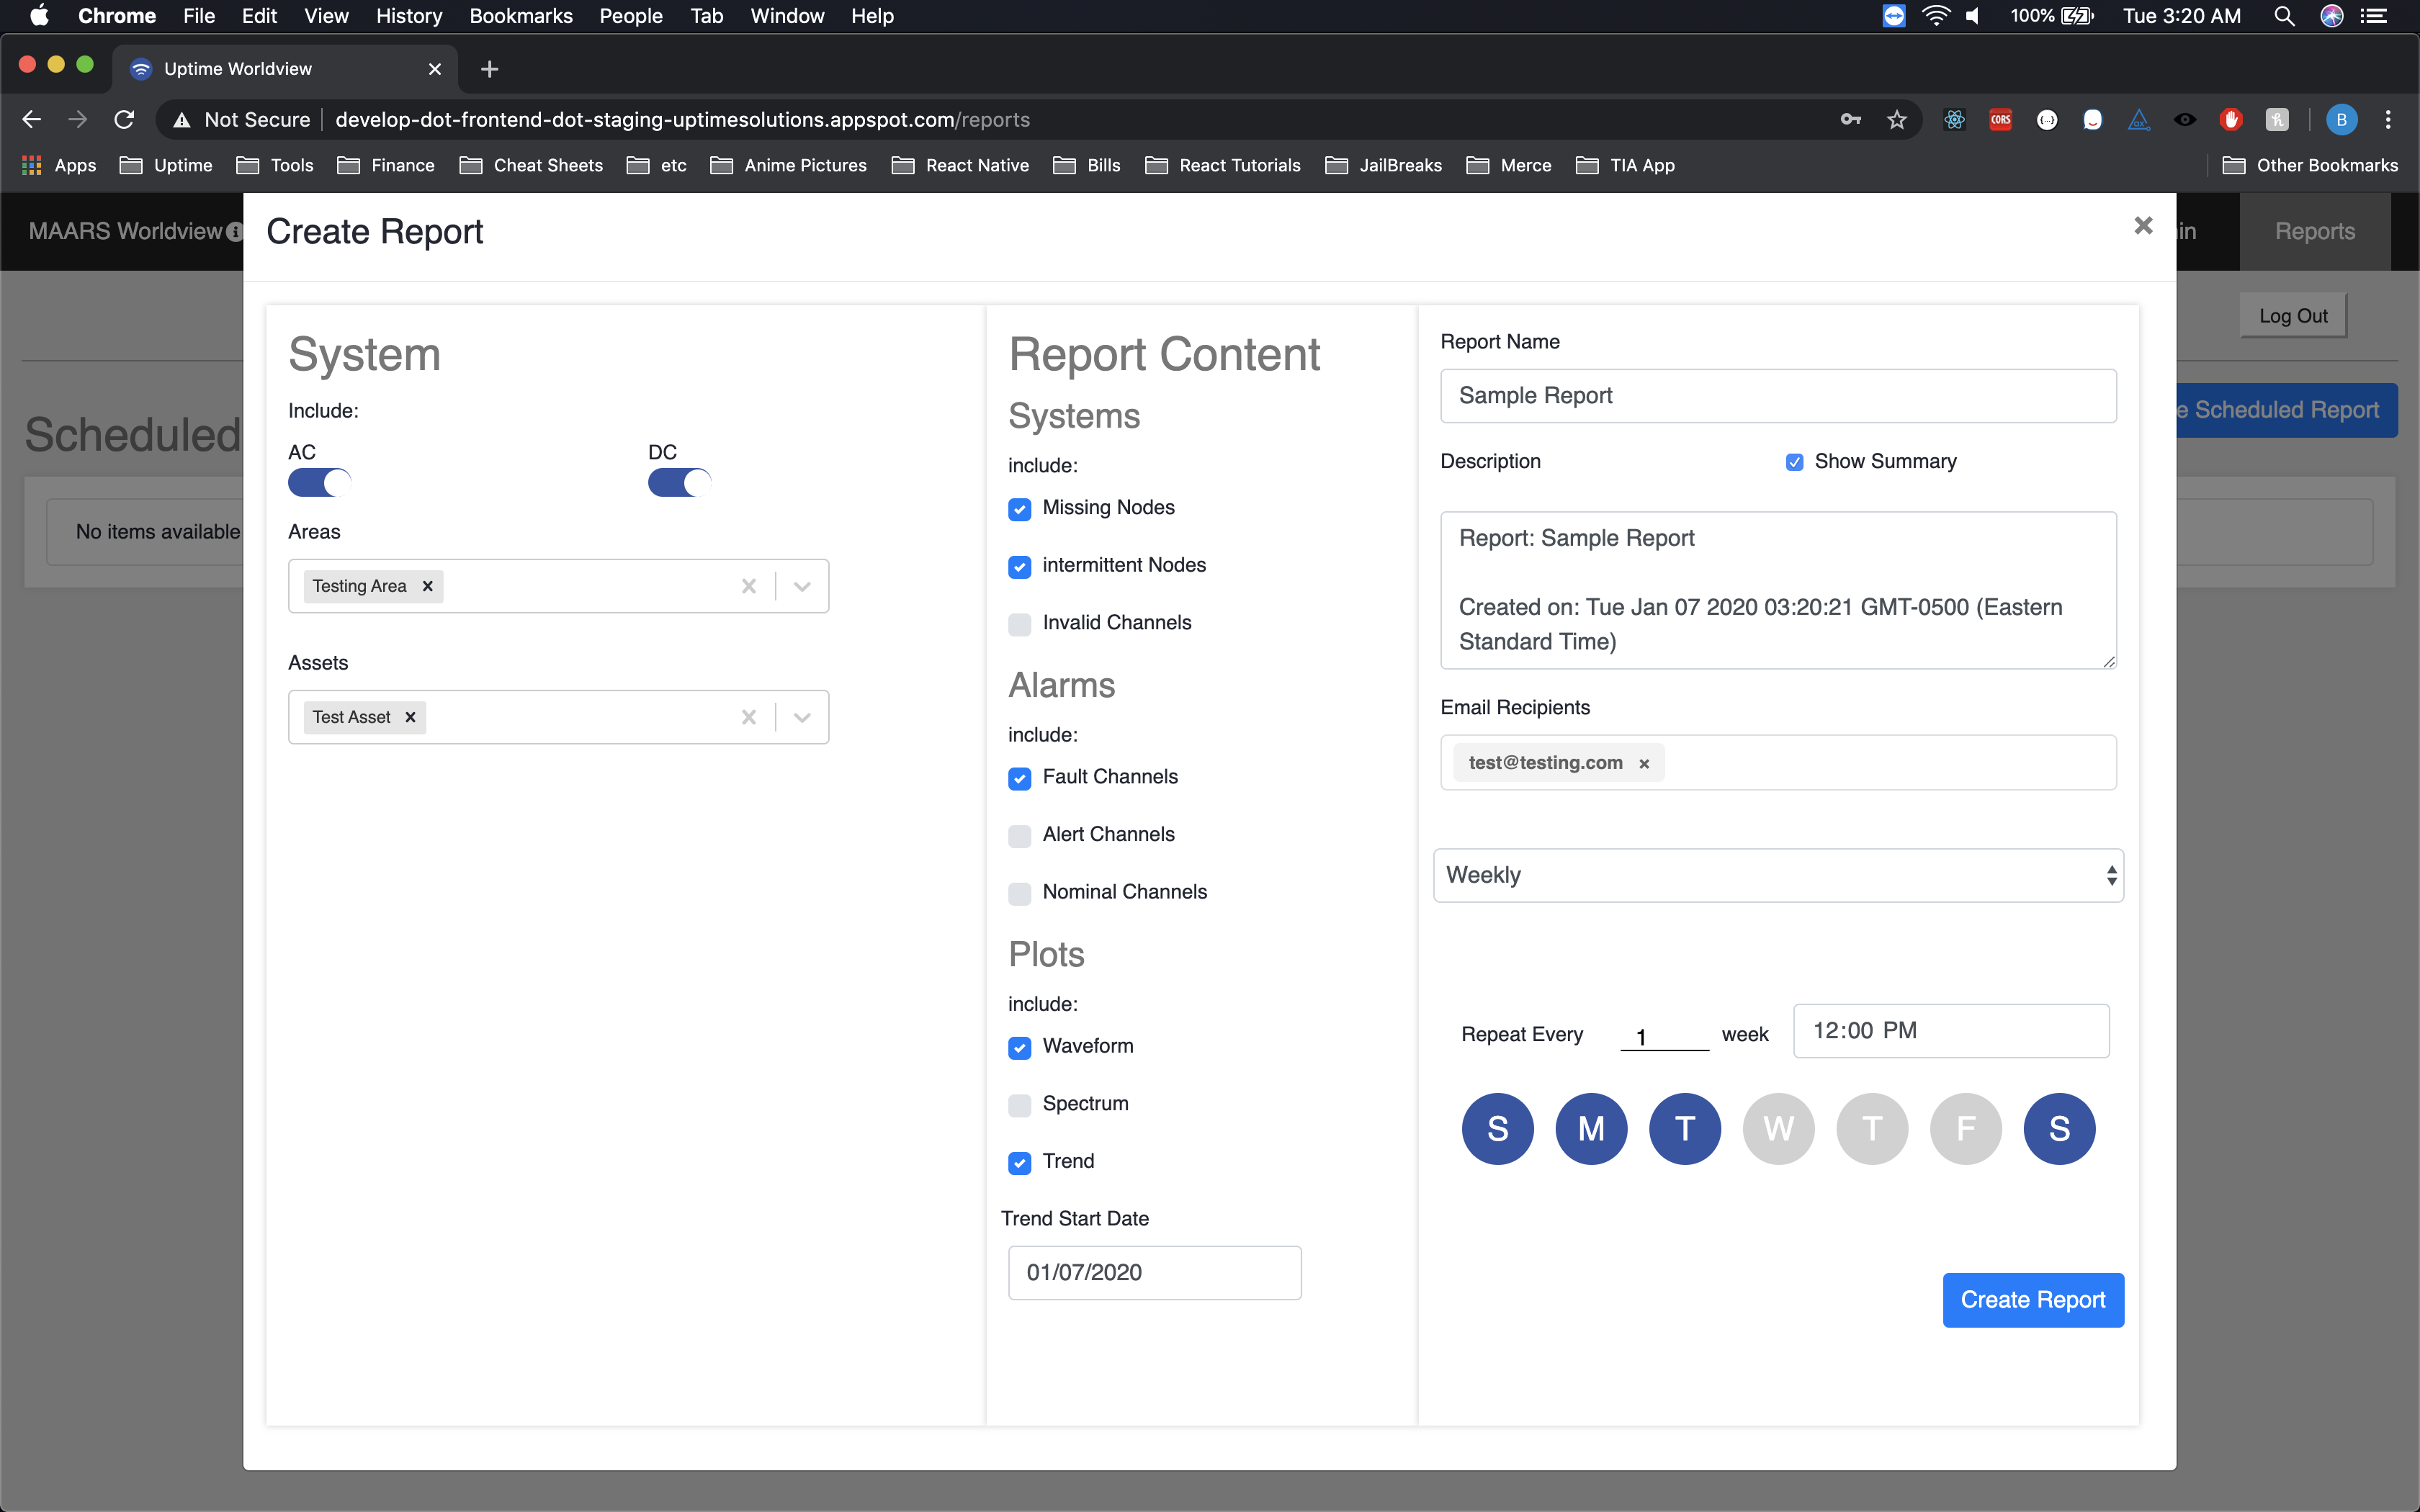 Chrome File Edit View History Bookmarks People Tab Window Help 100% Tue 3:20 AM
Uptime Worldview
Not Secure develop-dot-frontend-dot-staging-uptimesolutions.appspot.com/reports CORS B
Apps Uptime Tools Finance Cheat Sheets etc Anime Pictures React Native Bills React Tutorials JailBreaks Merce TIA App Other Bookmarks
MAARS Worldview Create Report in Reports
Log Out
Scheduled e Scheduled Report
No items available
System
Include:
AC DC
Areas
Testing Area
Assets
Test Asset
Report Content
Systems
include:
Missing Nodes
intermittent Nodes
Invalid Channels
Alarms
include:
Fault Channels
Alert Channels
Nominal Channels
Plots
include:
Waveform
Spectrum
Trend
Trend Start Date
01/07/2020
Report Name
Sample Report
Description Show Summary
Report: Sample Report
Created on: Tue Jan 07 2020 03:20:21 GMT-0500 (Eastern
Standard Time)
Email Recipients
test@testing.com
Weekly
Repeat Every 1 week 12:00 PM
S M T W T F S
Create Report